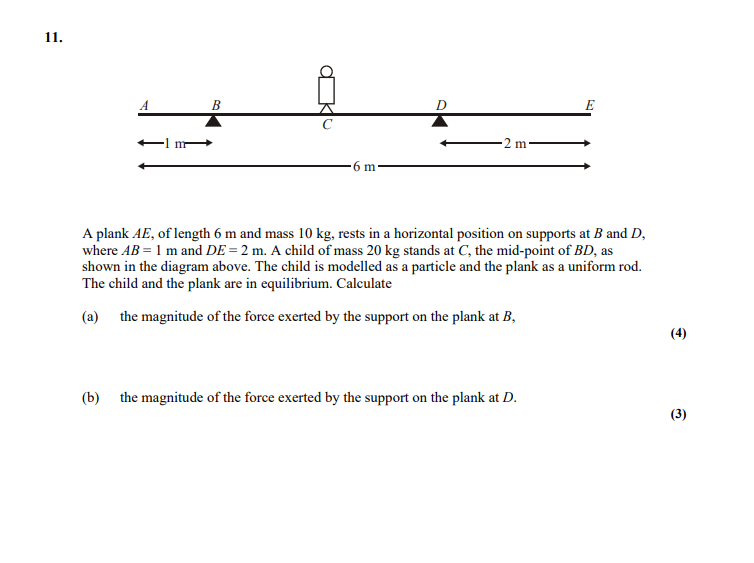 11.
A B D E
C
1 m 2 m
6 m
A plank AE, of length 6 m and mass 10 kg, rests in a horizontal position on supports at B and D,
where AB = 1 m and DE = 2 m. A child of mass 20 kg stands at C, the mid-point of BD, as
shown in the diagram above. The child is modelled as a particle and the plank as a uniform rod.
The child and the plank are in equilibrium. Calculate
(a) the magnitude of the force exerted by the support on the plank at B,
(4)
(b) the magnitude of the force exerted by the support on the plank at D.
(3)